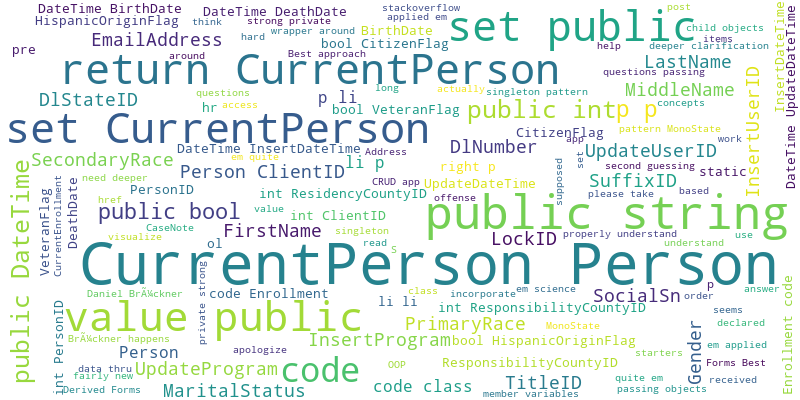 DateTime BirthDate
DateTime DeathDate
stackoverflow
post
HispanicOriginFlag
think
strong private
applied em
set public
InsertDateTime
DateTime UpdateDateTime
EmailAddress
hard
wrapper around
BirthDate
child objects
items
pre
around
Best approach
bool CitizenFlag
help
deeper clarification
return CurrentPerson
LastName
questions passing
DlStateID
questions
access
long
actually
singleton pattern
MiddleName
concepts
InsertUserID
p li
hr
bool VeteranFlag
public int
p p
pattern MonoState
set CurrentPerson
CitizenFlag
app
work
DateTime InsertDateTime
DlNumber
UpdateUserID
SecondaryRace
em quite
Address
li p
right p
supposed
set
second guessing
static
need deeper
Person ClientID
CRUD app
UpdateDateTime
SuffixID
based
public DateTime
VeteranFlag
CurrentEnrollment
DeathDate
href
PersonID
int ResidencyCountyID
offense
please take
public bool
value
int ClientID
public string
CaseNote
FirstName
singleton
LockID
properly understand
use
visualize
ol
read
S
understand
CurrentPerson Person
int PersonID
Daniel BrÃ¼ckner
private strong
code Enrollment
class
incorporate
em science
p
order
answer
Enrollment code
li li
SocialSn
value public
int ResponsibilityCountyID
seems
declared
BrÃ¼ckner happens
apologize
PrimaryRace
MonoState
starters
Gender
em applied
Person
InsertProgram
bool HispanicOriginFlag
data thru
UpdateProgram
code
OOP
ResponsibilityCountyID
Forms Best
fairly new
quite em
received
Derived Forms
MaritalStatus
code class
TitleID
passing objects
member variables